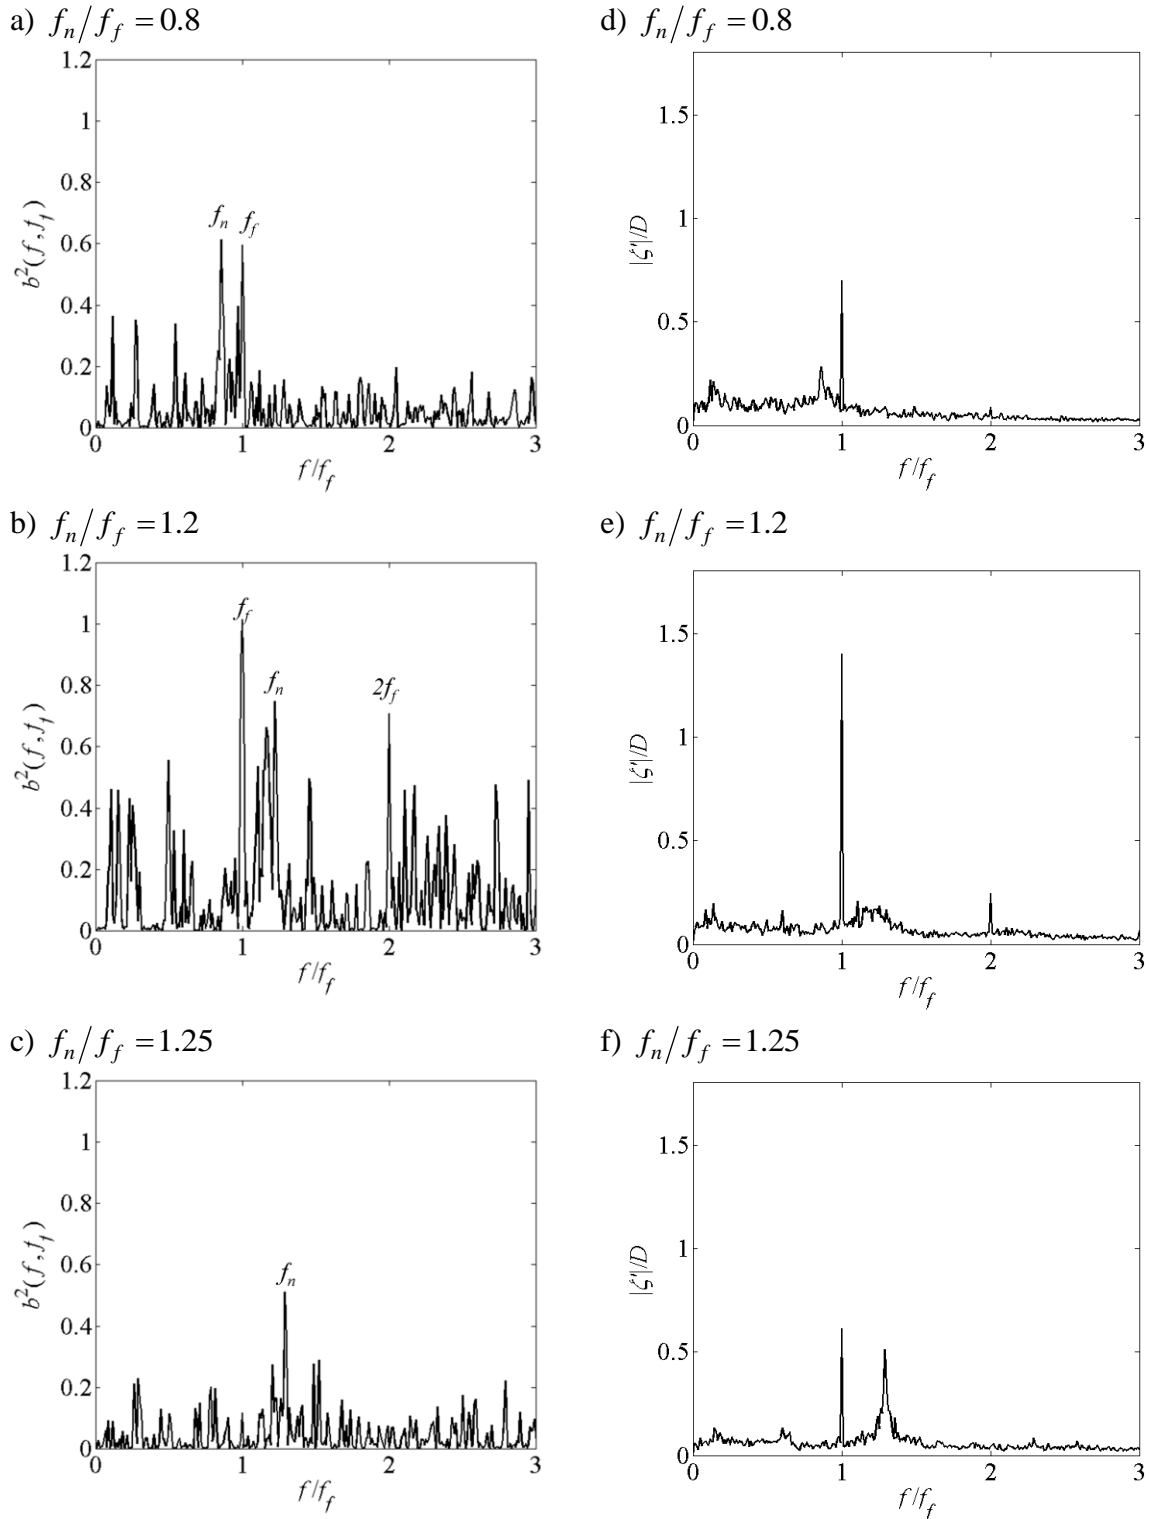 a) f_n/f_f = 0.8
1.2
1
0.8
0.6
0.4
0.2
0
b²(f, f_f)
f_n
f_f
0 1 2 3
f/f_f
d) f_n/f_f = 0.8
1.5
1
0.5
0
|ζ'|/D
0 1 2 3
f/f_f
b) f_n/f_f = 1.2
1.2
1
0.8
0.6
0.4
0.2
0
b²(f, f_f)
f_f
f_n
2f_f
0 1 2 3
f/f_f
e) f_n/f_f = 1.2
1.5
1
0.5
0
|ζ'|/D
0 1 2 3
f/f_f
c) f_n/f_f = 1.25
1.2
1
0.8
0.6
0.4
0.2
0
b²(f, f_f)
f_n
0 1 2 3
f/f_f
f) f_n/f_f = 1.25
1.5
1
0.5
0
|ζ'|/D
0 1 2 3
f/f_f